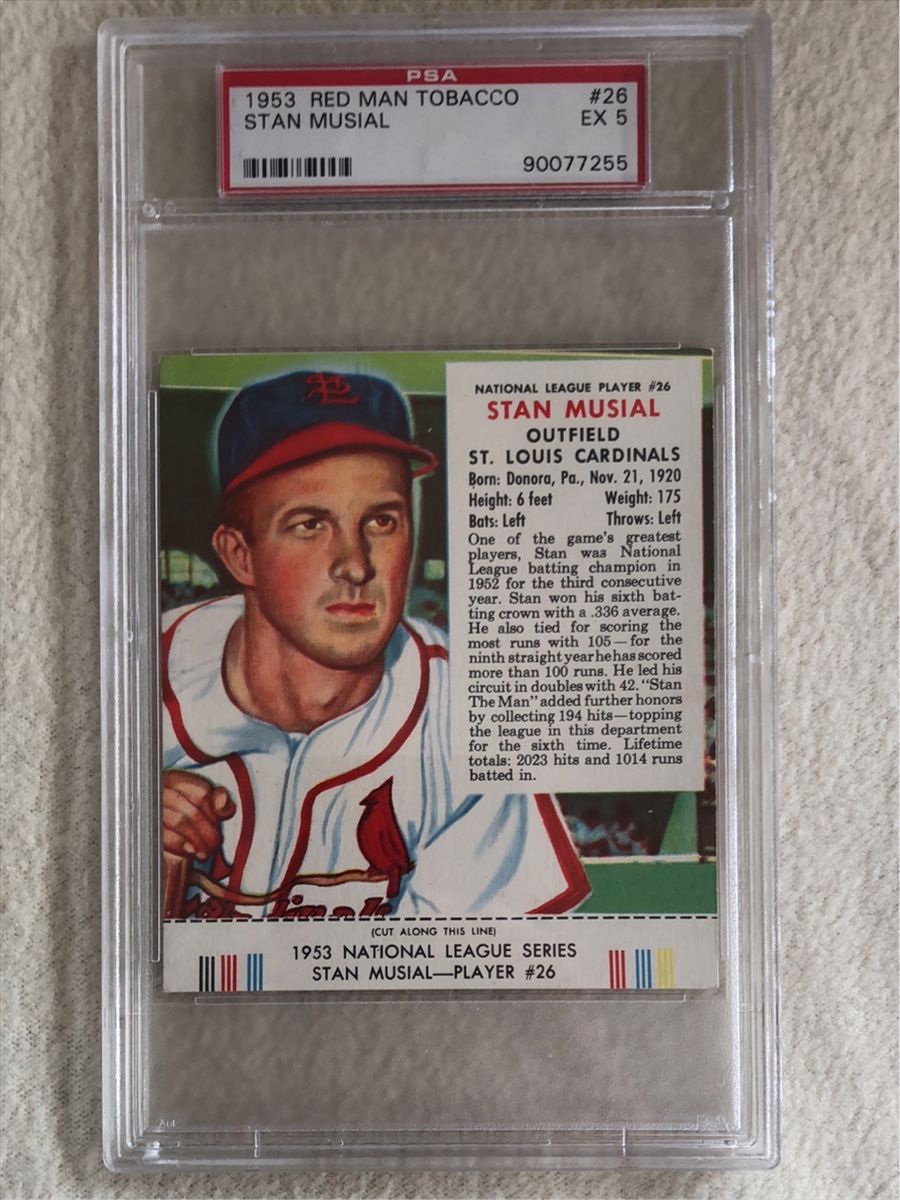 PSA
1953 RED MAN TOBACCO #26
STAN MUSIAL EX 5
90077255
STL
NATIONAL LEAGUE PLAYER #26
STAN MUSIAL
OUTFIELD
ST. LOUIS CARDINALS
Born: Donora, Pa., Nov. 21, 1920
Height: 6 feet Weight: 175
Bats: Left Throws: Left
One of the game's greatest
players, Stan was National
League batting champion in
1952 for the third consecutive
year. Stan won his sixth bat-
ting crown with a .336 average.
He also tied for scoring the
most runs with 105—for the
ninth straight year he has scored
more than 100 runs. He led his
circuit in doubles with 42. "Stan
The Man" added further honors
by collecting 194 hits—topping
the league in this department
for the sixth time. Lifetime
totals: 2023 hits and 1014 runs
batted in.
(CUT ALONG THIS LINE)
1953 NATIONAL LEAGUE SERIES
STAN MUSIAL—PLAYER #26